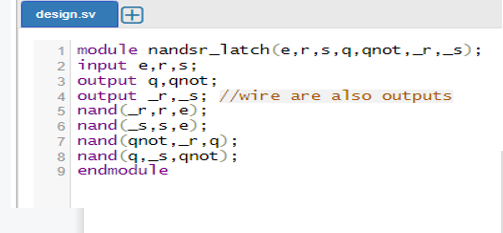 design.sv
1 module nandsr_latch(e,r,s,q,qnot,_r,_s);
2 input e,r,s;
3 output q,qnot;
4 output _r,_s; //wire are also outputs
5 nand(_r,r,e);
6 nand(_s,s,e);
7 nand(qnot,_r,q);
8 nand(q,_s,qnot);
9 endmodule